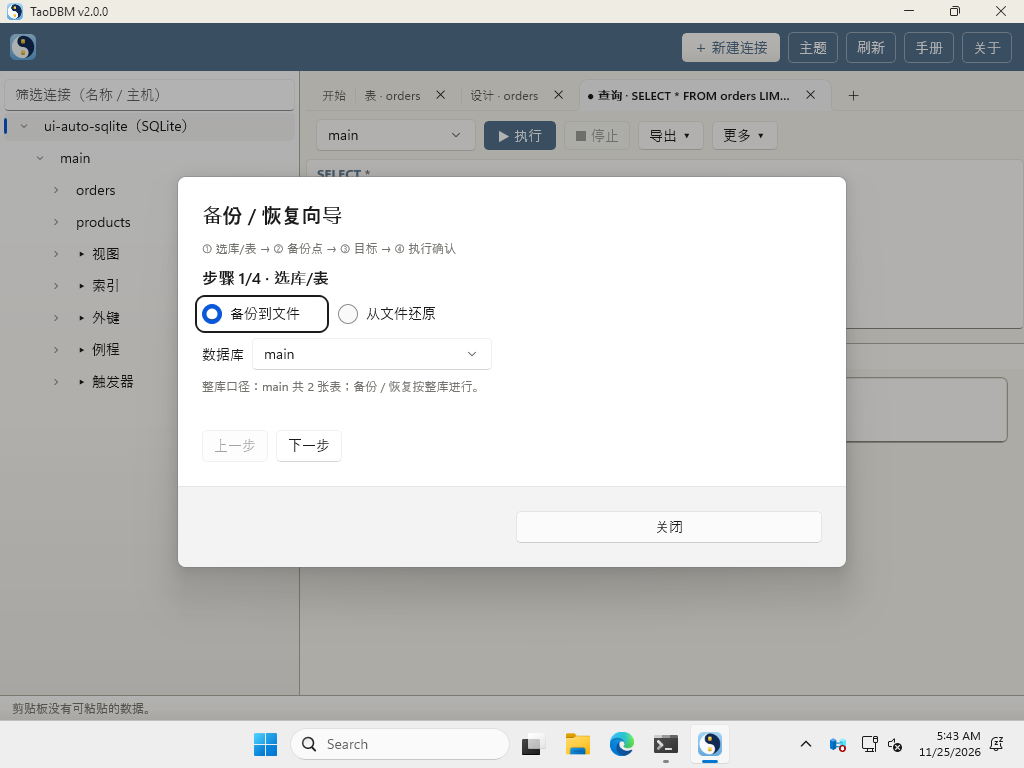 TaoDBM v2.0.0
+ 新建连接
主题
刷新
手册
关于
筛选连接（名称 / 主机）
ui-auto-sqlite（SQLite）
main
orders
products
视图
索引
外键
例程
触发器
开始
表 · orders
设计 · orders
● 查询 · SELECT * FROM orders LIM...
main
执行
停止
导出
更多
SELECT *
备份 / 恢复向导
① 选库/表 → ② 备份点 → ③ 目标 → ④ 执行确认
步骤 1/4 · 选库/表
备份到文件
从文件还原
数据库
main
整库口径：main 共 2 张表；备份 / 恢复按整库进行。
上一步
下一步
关闭
剪贴板没有可粘贴的数据。
Search
5:43 AM
11/25/2026